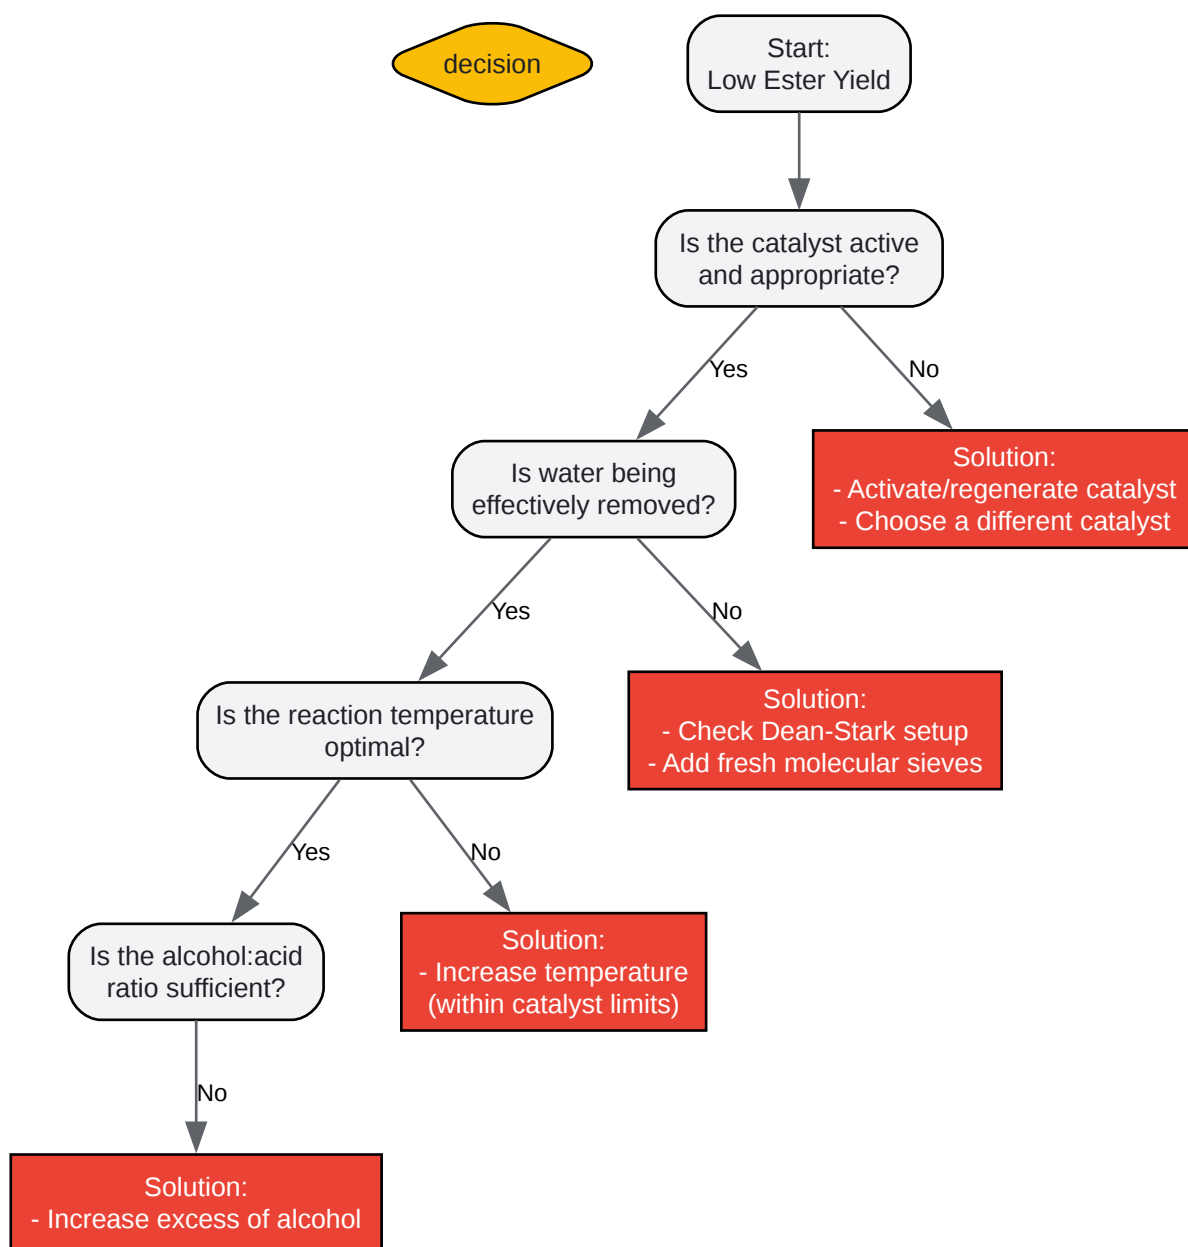 decision
Start:
Low Ester Yield
Is the catalyst active
and appropriate?
Yes
No
Is water being
effectively removed?
Solution:
- Activate/regenerate catalyst
- Choose a different catalyst
Yes
No
Is the reaction temperature
optimal?
Solution:
- Check Dean-Stark setup
- Add fresh molecular sieves
Yes
No
Is the alcohol:acid
ratio sufficient?
Solution:
- Increase temperature
(within catalyst limits)
No
Solution:
- Increase excess of alcohol